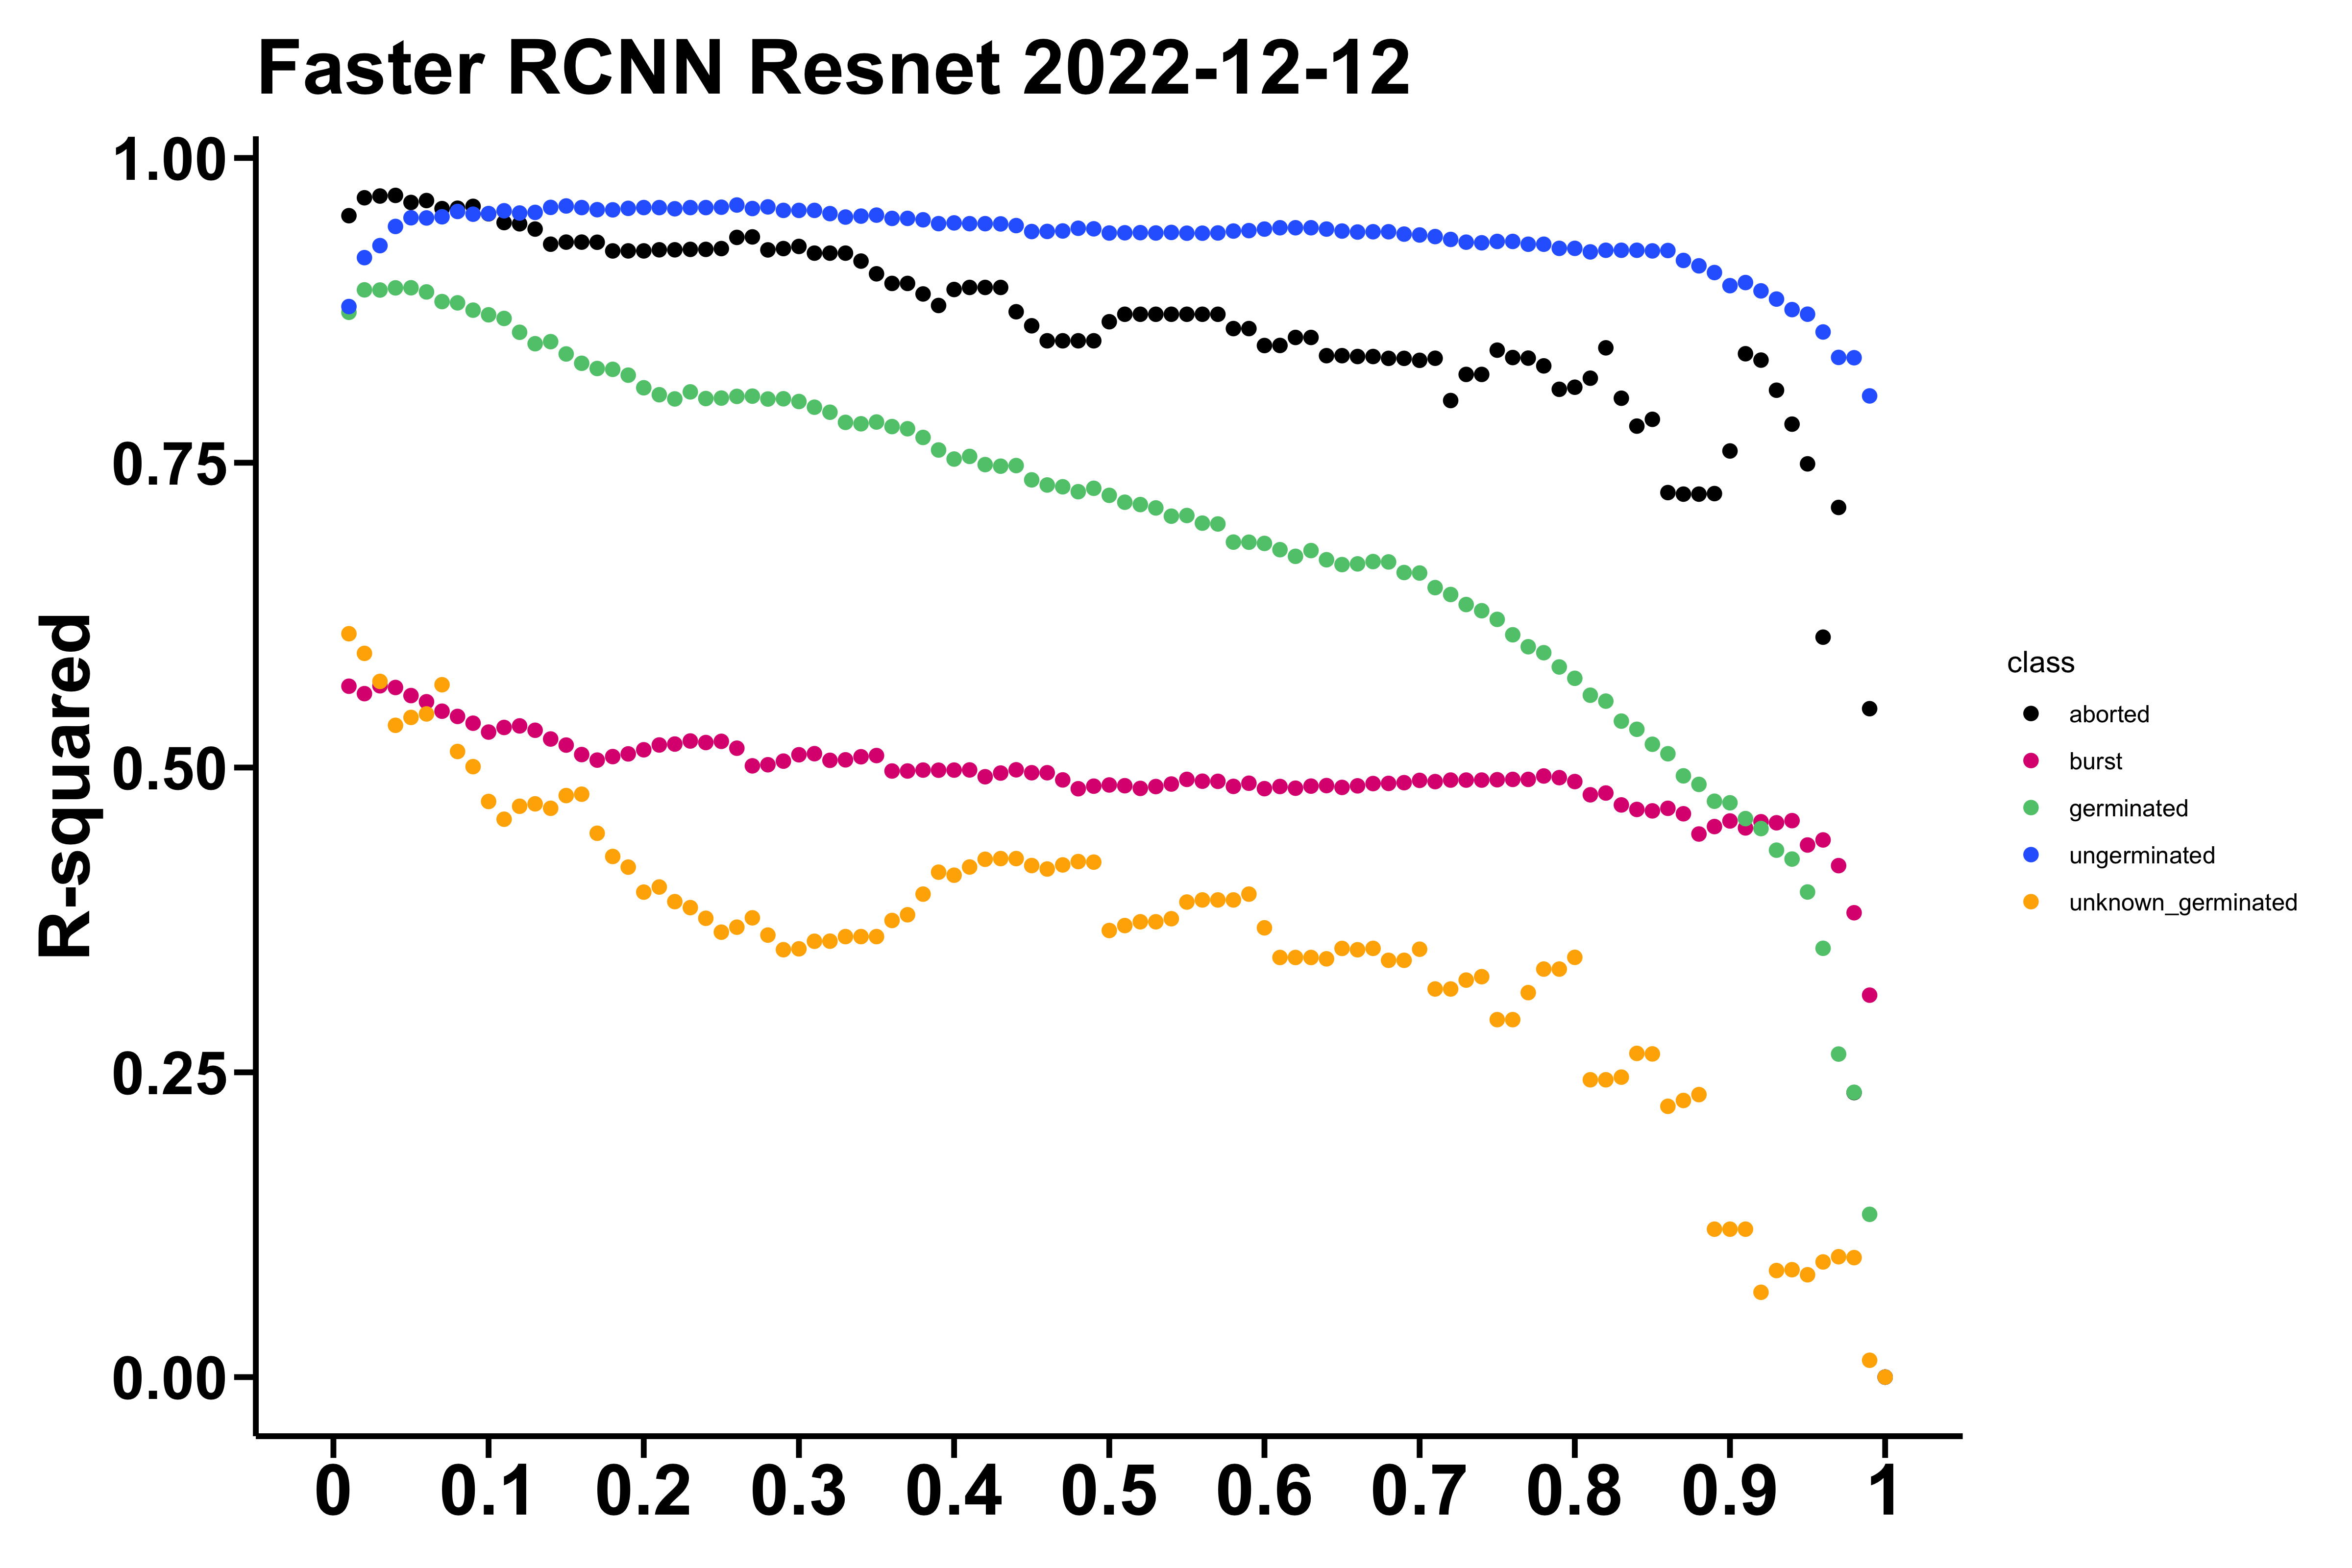 Faster RCNN Resnet 2022-12-12
1.00
0.75
0.50
0.25
0.00
R-squared
0 0.1 0.2 0.3 0.4 0.5 0.6 0.7 0.8 0.9 1
class
aborted
burst
germinated
ungerminated
unknown_germinated